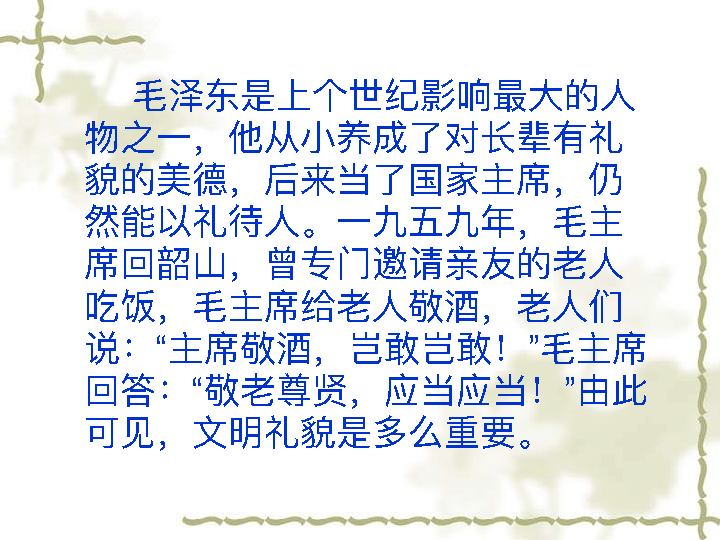 毛泽东是上个世纪影响最大的人
物之一，他从小养成了对长辈有礼
貌的美德，后来当了国家主席，仍
然能以礼待人。一九五九年，毛主
席回韶山，曾专门邀请亲友的老人
吃饭，毛主席给老人敬酒，老人们
说：“主席敬酒，岂敢岂敢！”毛主席
回答：“敬老尊贤，应当应当！”由此
可见，文明礼貌是多么重要。